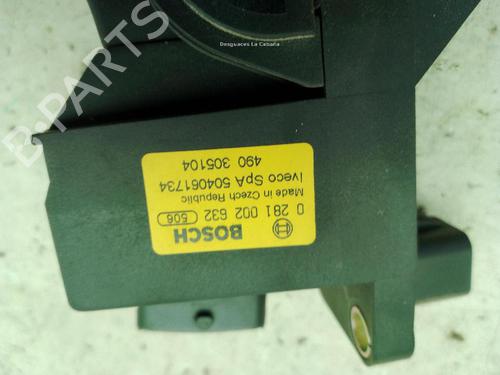 Desguaces La Cabaña
B-PARTS
BOSCH
0 281 002 632 506
Made in Czech Republic
Iveco SpA 504061734
490 305104